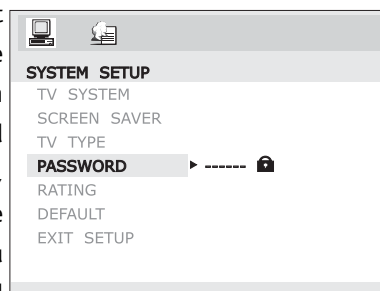 SYSTEM SETUP
TV SYSTEM
SCREEN SAVER
TV TYPE
PASSWORD ------
RATING
DEFAULT
EXIT SETUP